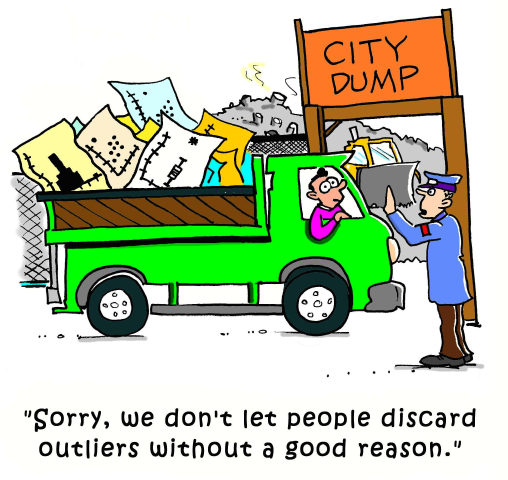 CITY
DUMP
"Sorry, we don't let people discard
outliers without a good reason."